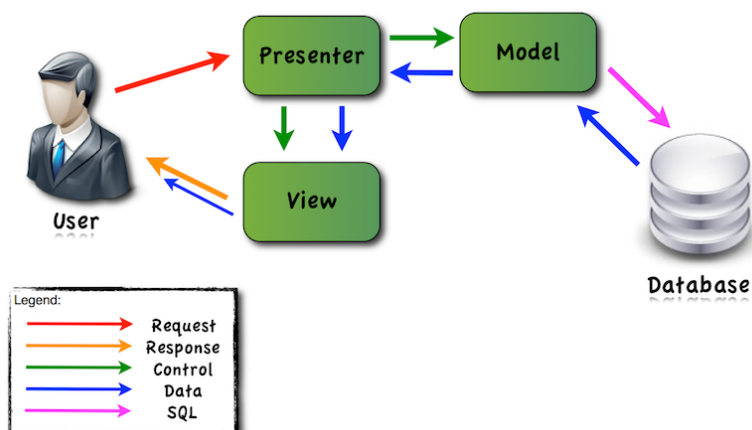 Presenter
Model
View
User
Database
Legend:
Request
Response
Control
Data
SQL